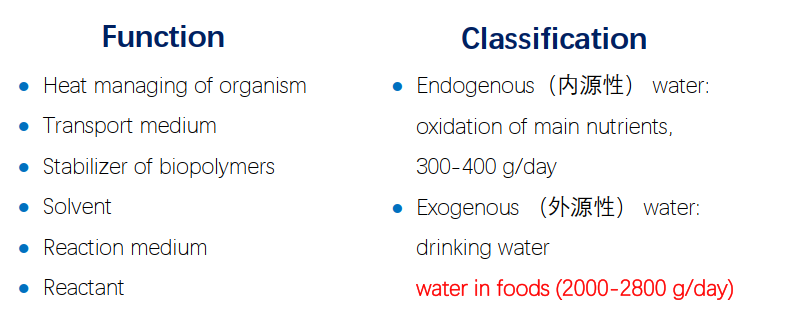 Function
• Heat managing of organism
• Transport medium
• Stabilizer of biopolymers
• Solvent
• Reaction medium
• Reactant
Classification
• Endogenous（内源性） water:
oxidation of main nutrients,
300-400 g/day
• Exogenous （外源性） water:
drinking water
water in foods (2000-2800 g/day)